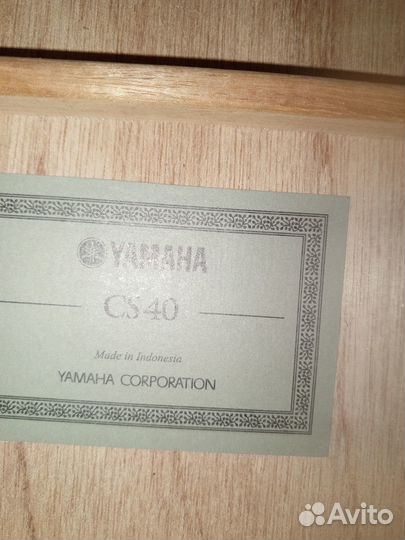 YAMAHA
CS40
Made in Indonesia
YAMAHA CORPORATION
Avito